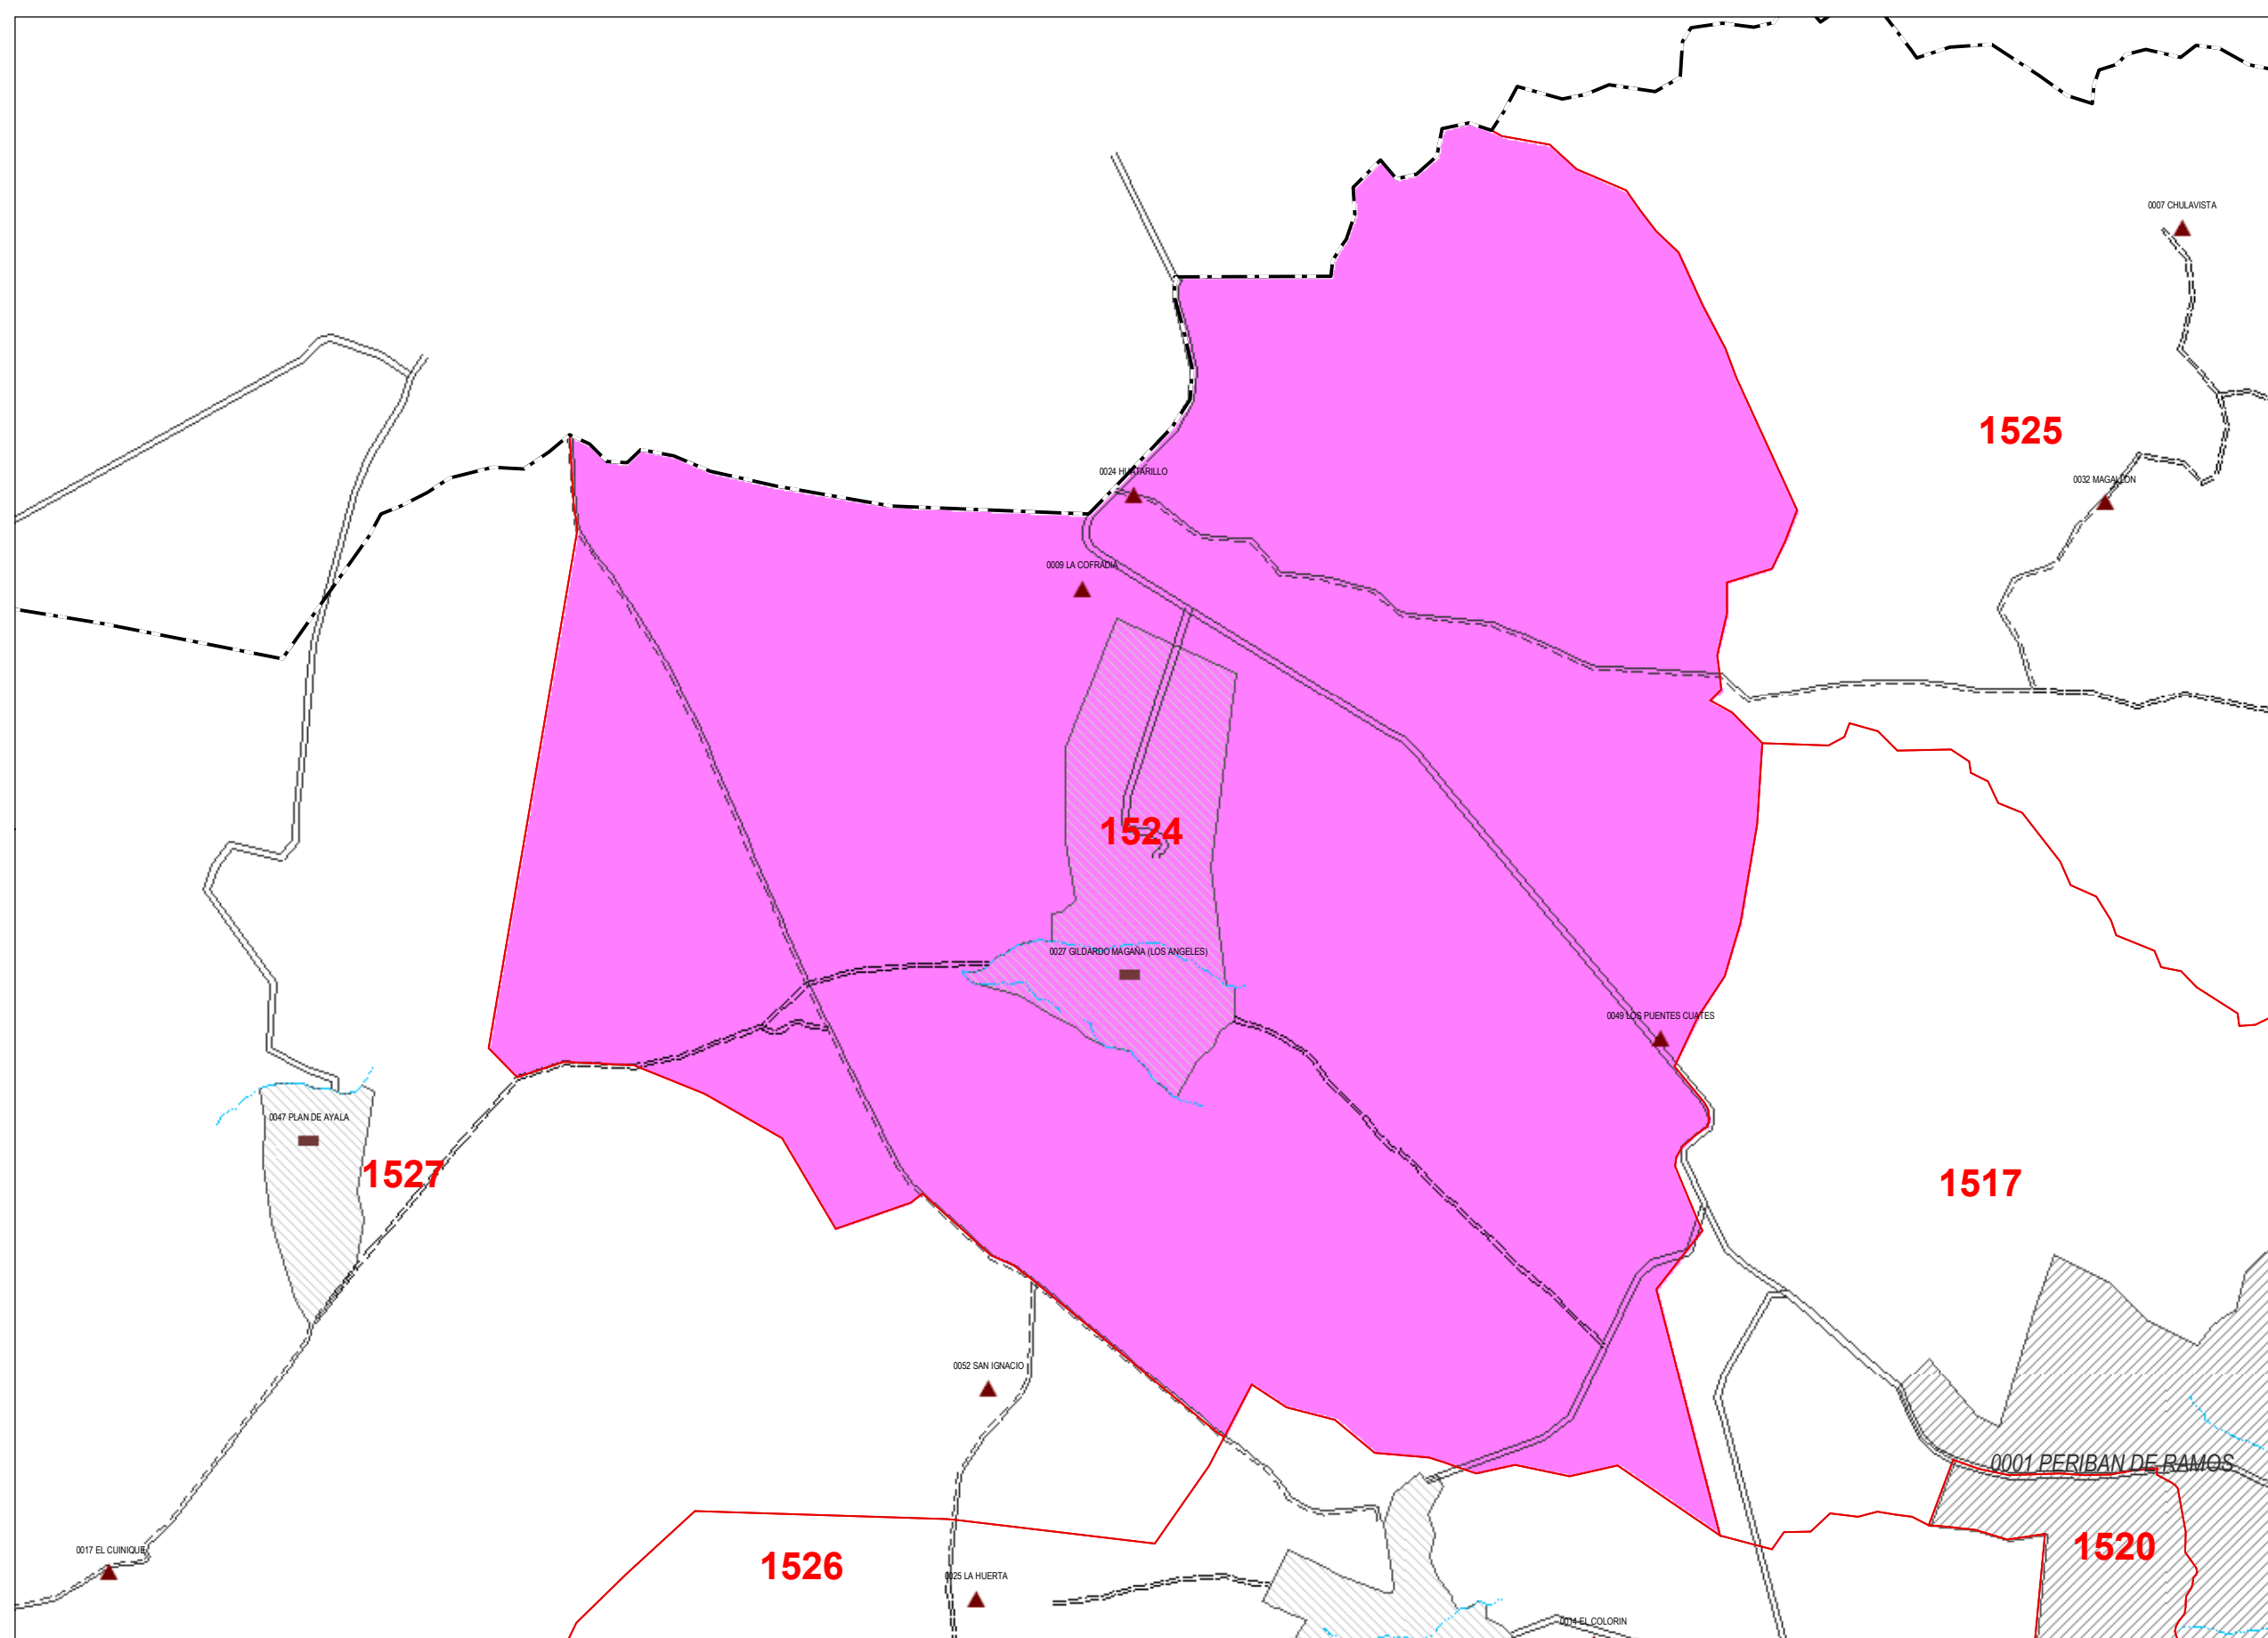 0007 CHULAVISTA
1525
0024 HUATARILLO
0032 MAGALLON
0009 LA COFRADIA
1524
0027 GILDARDO MAGAÑA (LOS ANGELES)
0049 LOS PUENTES CUATES
0047 PLAN DE AYALA
1527
1517
0052 SAN IGNACIO
0001 PERIBAN DE RAMOS
0017 EL CUINIQUE
1526
1520
0025 LA HUERTA
0014 EL COLORIN